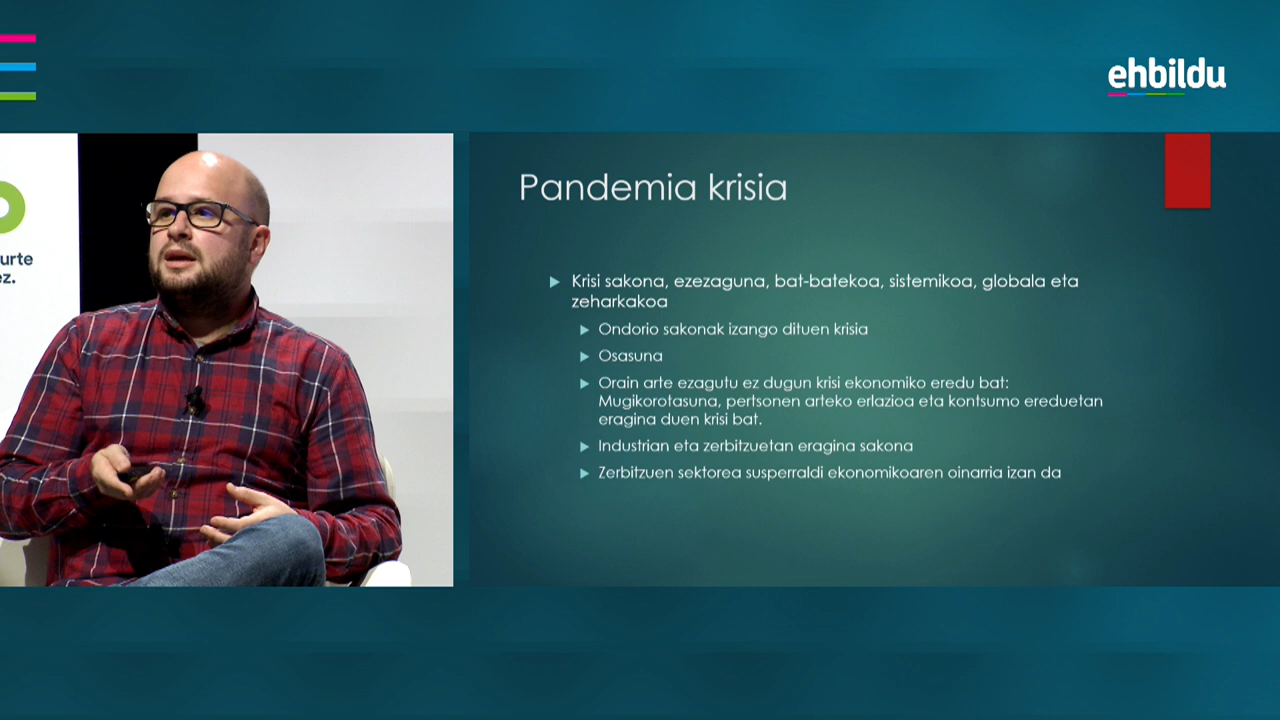 ehbildu
urte
ez.
Pandemia krisia
Krisi sakona, ezezaguna, bat-batekoa, sistemikoa, globala eta
zeharkakoa
Ondorio sakonak izango dituen krisia
Osasuna
Orain arte ezagutu ez dugun krisi ekonomiko eredu bat:
Mugikorotasuna, pertsonen arteko erlazioa eta kontsumo ereduetan
eragina duen krisi bat.
Industrian eta zerbitzuetan eragina sakona
Zerbitzuen sektorea susperraldi ekonomikoaren oinarria izan da